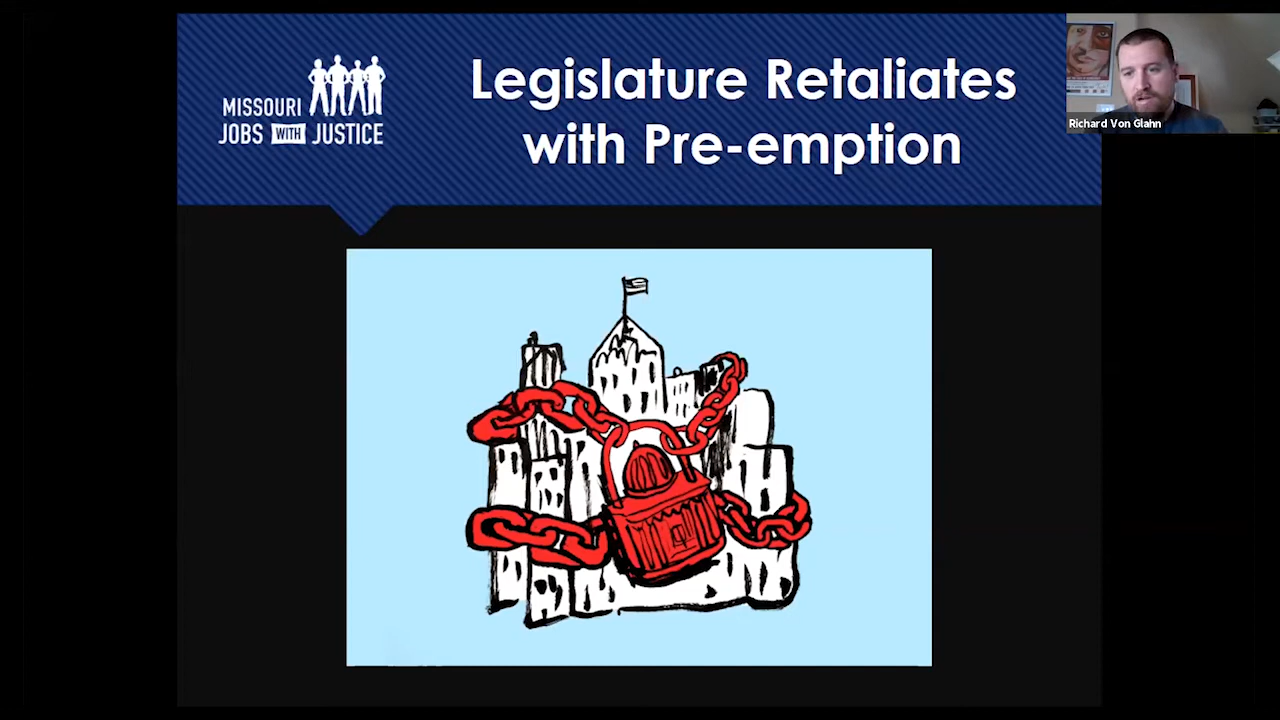 MISSOURI
JOBS WITH JUSTICE
Legislature Retaliates
with Pre-emption
Richard Von Glahn